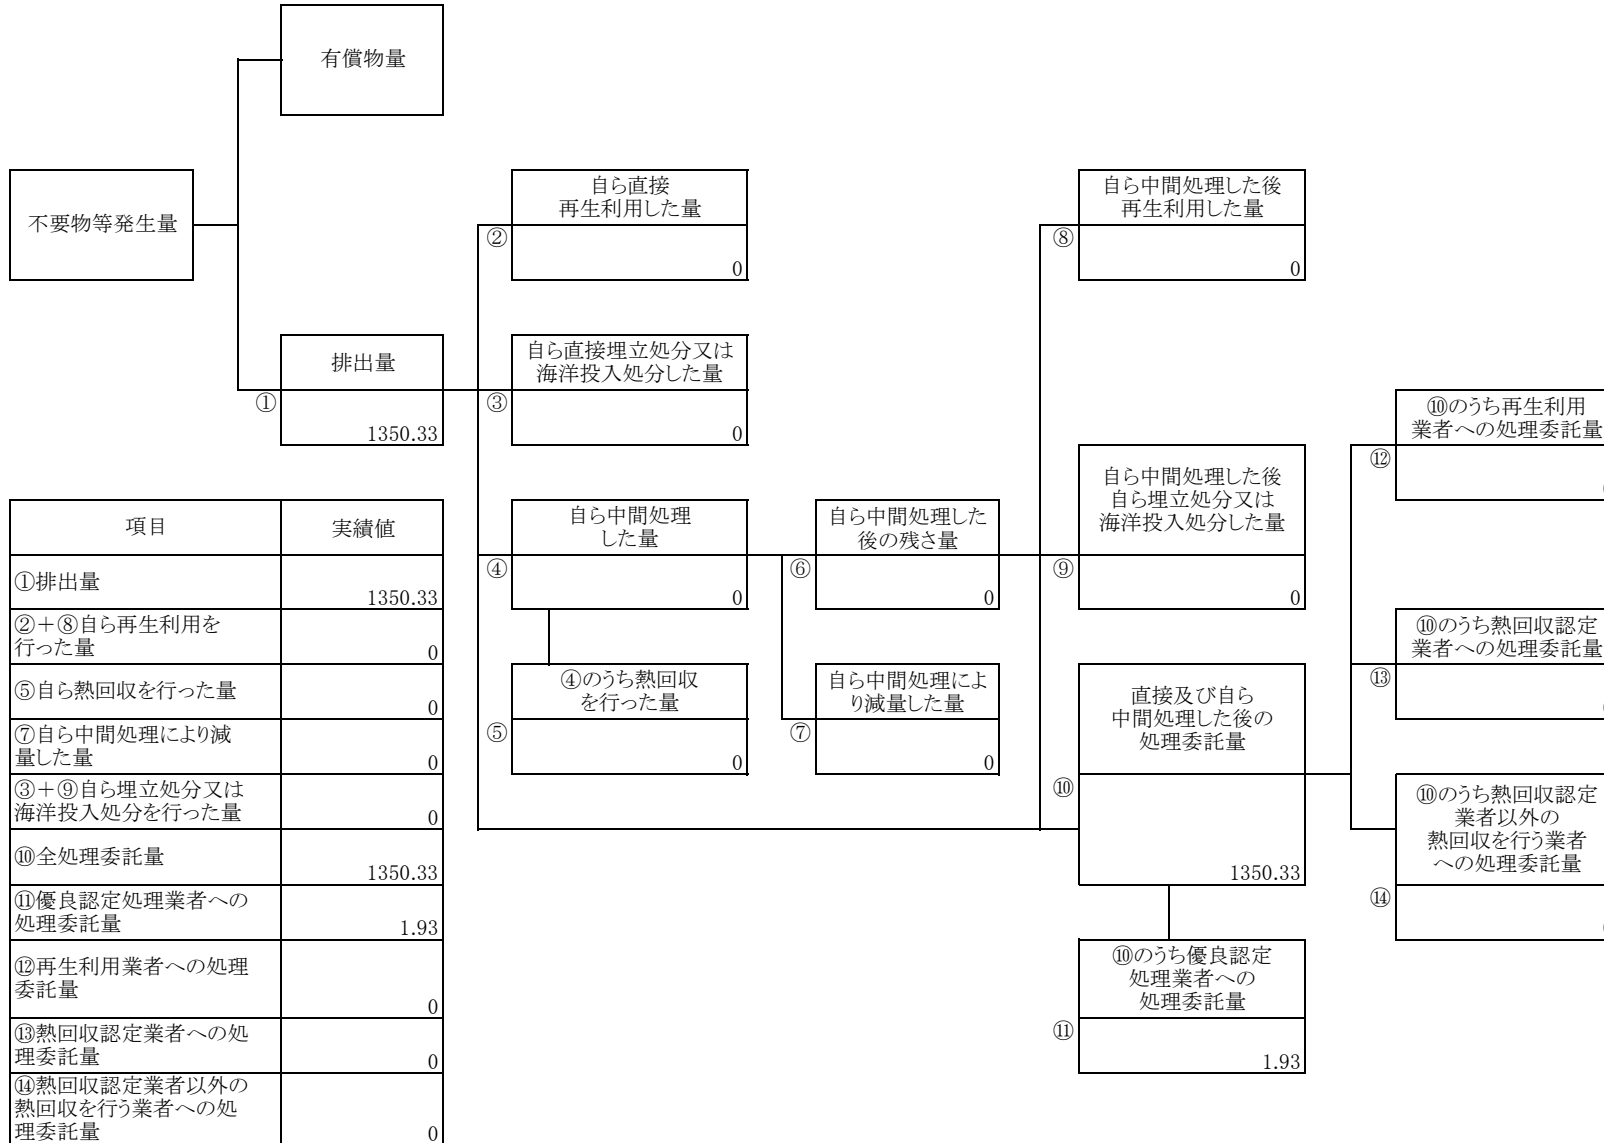 有償物量
不要物等発生量
自ら直接
再生利用した量
②
0
自ら中間処理した後
再生利用した量
⑧
0
排出量
①
1350.33
自ら直接埋立処分又は
海洋投入処分した量
③
0
⑩のうち再生利用
業者への処理委託量
⑫
自ら中間処理
した量
④
0
自ら中間処理した
後の残さ量
⑥
0
自ら中間処理した後
自ら埋立処分又は
海洋投入処分した量
⑨
0
⑩のうち熱回収認定
業者への処理委託量
⑬
④のうち熱回収
を行った量
⑤
0
自ら中間処理によ
り減量した量
⑦
0
直接及び自ら
中間処理した後の
処理委託量
⑩
1350.33
⑩のうち熱回収認定
業者以外の
熱回収を行う業者
への処理委託量
⑭
⑩のうち優良認定
処理業者への
処理委託量
⑪
1.93
項目 実績値
①排出量 1350.33
②＋⑧自ら再生利用を
行った量 0
⑤自ら熱回収を行った量 0
⑦自ら中間処理により減
量した量 0
③＋⑨自ら埋立処分又は
海洋投入処分を行った量 0
⑩全処理委託量 1350.33
⑪優良認定処理業者への
処理委託量 1.93
⑫再生利用業者への処理
委託量 0
⑬熱回収認定業者への処
理委託量 0
⑭熱回収認定業者以外の
熱回収を行う業者への処
理委託量 0